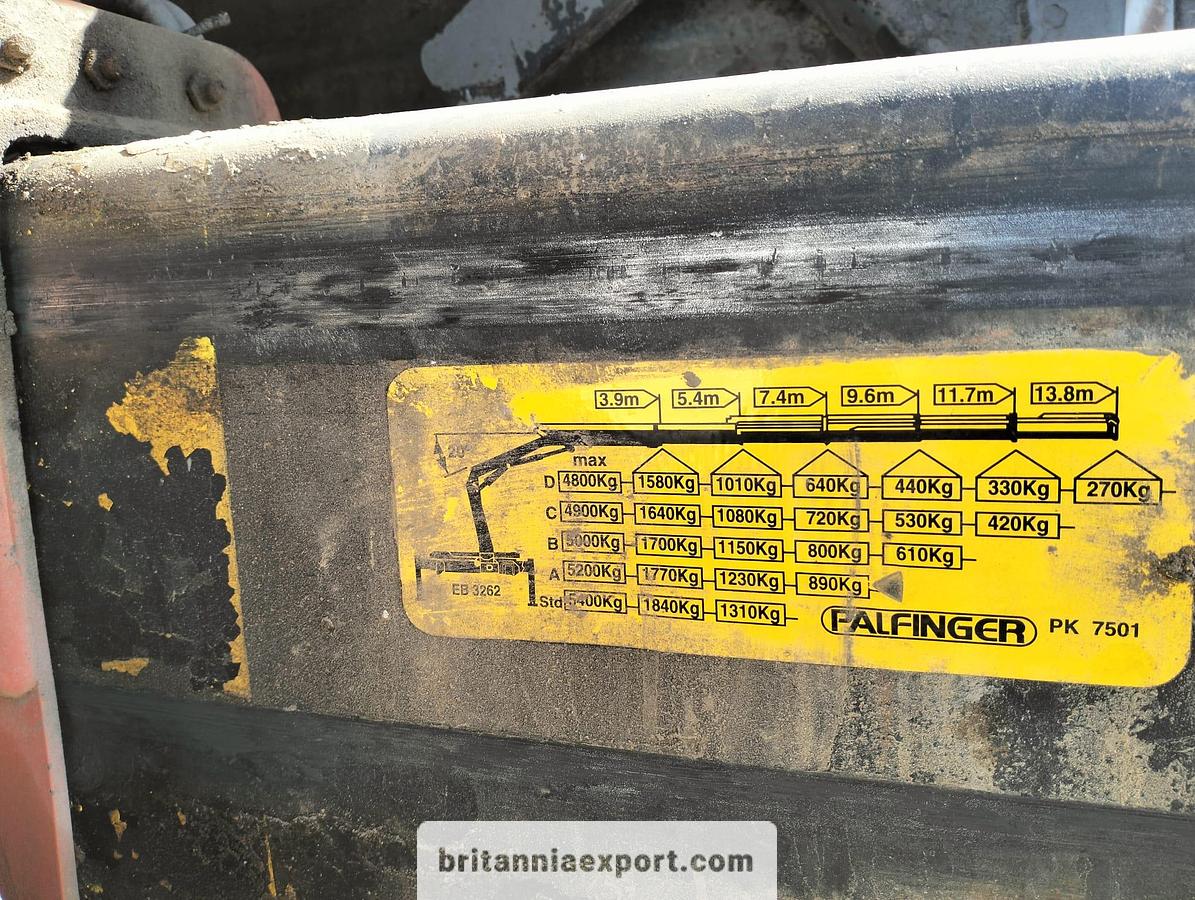 3.9m 5.4m 7.4m 9.6m 11.7m 13.8m
20°
max
D 4800Kg 1580Kg 1010Kg 640Kg 440Kg 330Kg 270Kg
C 4900Kg 1640Kg 1080Kg 720Kg 530Kg 420Kg
B 5000Kg 1700Kg 1150Kg 800Kg 610Kg
A 5200Kg 1770Kg 1230Kg 890Kg
EB 3262
Std 5400Kg 1840Kg 1310Kg
PALFINGER PK 7501
britanniaexport.com